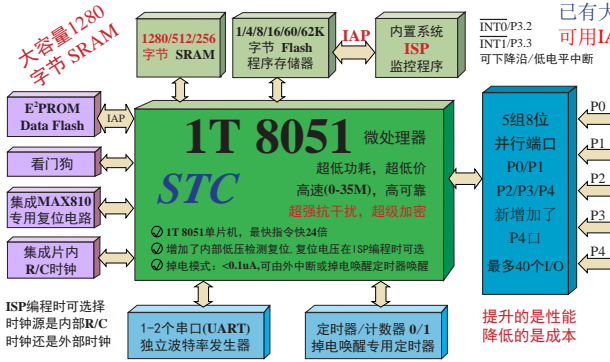 大容量1280
字节 SRAM
1280/512/256
字节 SRAM
1/4/8/16/60/62K
字节 Flash
程序存储器
IAP
内置系统
ISP
监控程序
INT0/P3.2
INT1/P3.3
可下降沿/低电平中断
已有大
可用IA
E²PROM
Data Flash
IAP
看门狗
集成MAX810
专用复位电路
集成片内
R/C时钟
1T 8051 微处理器
STC
超低功耗，超低价
高速(0-35M)，高可靠
超强抗干扰，超级加密
1T 8051单片机，最快指令快24倍
增加了内部低压检测复位,复位电压在ISP编程时可选
掉电模式：<0.1uA,可由外中断或掉电唤醒定时器唤醒
5组8位
并行端口
P0/P1
P2/P3/P4
新增加了
P4口
最多40个I/O
P0
P1
P2
P3
P4
ISP编程时可选择
时钟源是内部R/C
时钟还是外部时钟
1-2个串口(UART)
独立波特率发生器
定时器/计数器 0/1
掉电唤醒专用定时器
提升的是性能
降低的是成本